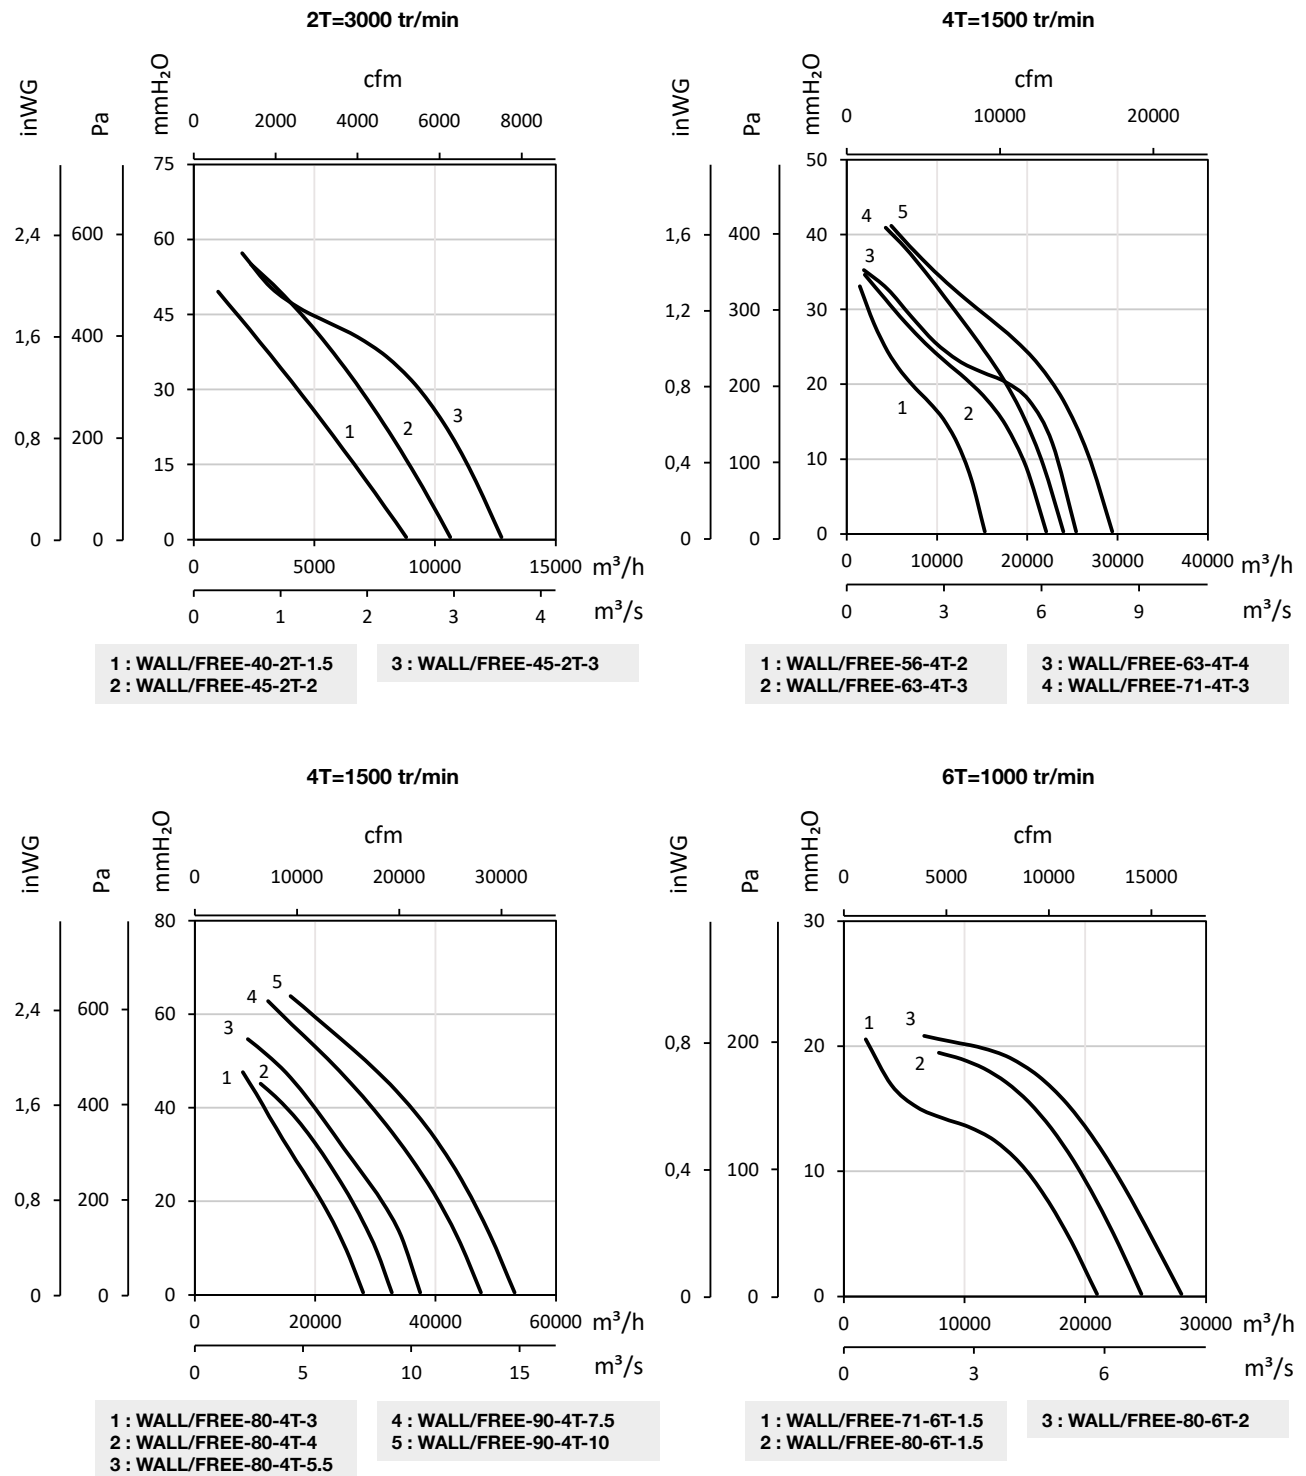 2T=3000 tr/min
cfm
inWG
Pa
mmH₂O
0 2000 4000 6000 8000
75
60
45
30
15
0
2,4
1,6
0,8
0
600
400
200
0
1
2
3
0 5000 10000 15000 m³/h
0 1 2 3 4 m³/s
1 : WALL/FREE-40-2T-1.5
2 : WALL/FREE-45-2T-2
3 : WALL/FREE-45-2T-3
4T=1500 tr/min
cfm
inWG
Pa
mmH₂O
0 10000 20000
50
40
30
20
10
0
1,6
1,2
0,8
0,4
0
400
300
200
100
0
4
5
3
1
2
0 10000 20000 30000 40000 m³/h
0 3 6 9 m³/s
1 : WALL/FREE-56-4T-2
2 : WALL/FREE-63-4T-3
3 : WALL/FREE-63-4T-4
4 : WALL/FREE-71-4T-3
4T=1500 tr/min
cfm
inWG
Pa
mmH₂O
0 10000 20000 30000
80
60
40
20
0
2,4
1,6
0,8
0
600
400
200
0
5
4
3
2
1
0 20000 40000 60000 m³/h
0 5 10 15 m³/s
1 : WALL/FREE-80-4T-3
2 : WALL/FREE-80-4T-4
3 : WALL/FREE-80-4T-5.5
4 : WALL/FREE-90-4T-7.5
5 : WALL/FREE-90-4T-10
6T=1000 tr/min
cfm
inWG
Pa
mmH₂O
0 5000 10000 15000
30
20
10
0
0,8
0,4
0
200
100
0
1
3
2
0 10000 20000 30000 m³/h
0 3 6 m³/s
1 : WALL/FREE-71-6T-1.5
2 : WALL/FREE-80-6T-1.5
3 : WALL/FREE-80-6T-2